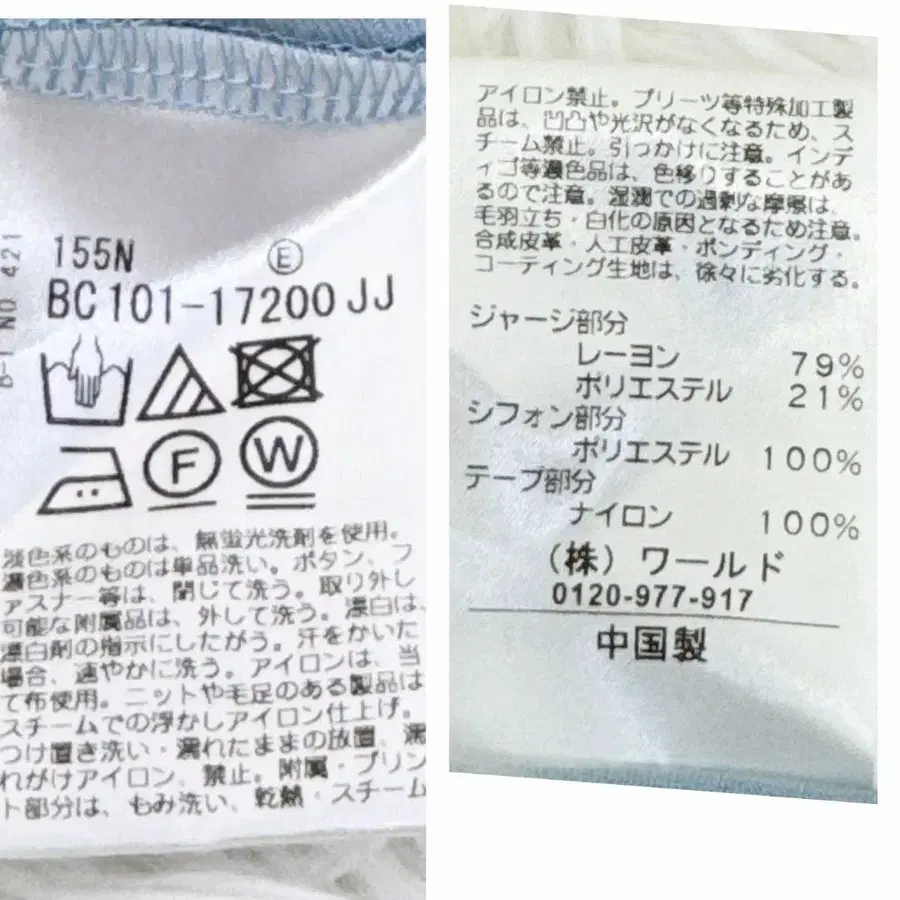 B-1 NO 421
155N
E
BC101-17200JJ
F
W
淡色系のものは、無蛍光洗剤を使用。
濃色系のものは単品洗い。ボタン、フ
ァスナー等は、閉じて洗う。取り外し
可能な附属品は、外して洗う。漂白は、
漂白剤の指示にしたがう。汗をかいた
場合、速やかに洗う。アイロンは、当
て布使用。ニットや毛足のある製品は
スチームでの浮かしアイロン仕上げ。
つけ置き洗い・濡れたままの放置、濡
れがけアイロン、禁止。附属・プリン
ト部分は、もみ洗い、乾熱・スチーム
アイロン禁止。プリーツ等特殊加工製
品は、凹凸や光沢がなくなるため、ス
チーム禁止。引っかけに注意。インデ
ィゴ等濃色品は、色移りすることがあ
るので注意。湿潤での過剰な摩擦は、
毛羽立ち・白化の原因となるため注意。
合成皮革・人工皮革・ボンディング・
コーティング生地は、徐々に劣化する。
ジャージ部分
レーヨン 79%
ポリエステル 21%
シフォン部分
ポリエステル 100%
テープ部分
ナイロン 100%
(株)ワールド
0120-977-917
中国製